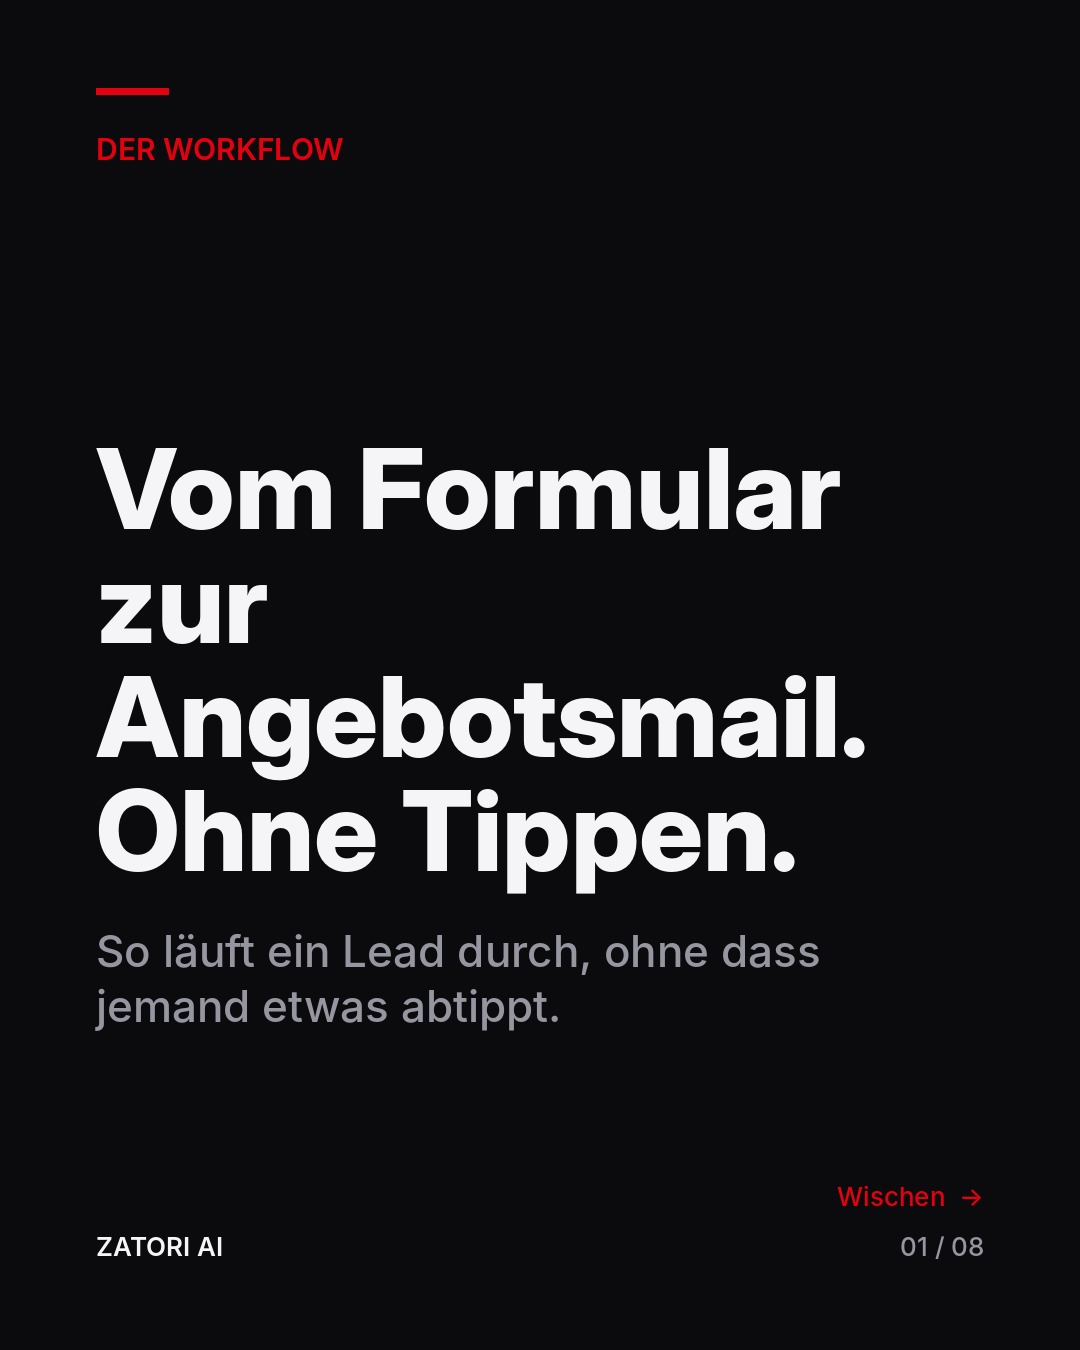 DER WORKFLOW
Vom Formular
zur
Angebotsmail.
Ohne Tippen.
So läuft ein Lead durch, ohne dass
jemand etwas abtippt.
Wischen →
ZATORI AI
01 / 08